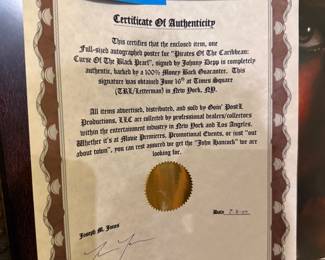 Certificate Of Authenticity
This certifies that the enclosed item, one
Full-sized autographed poster for "Pirates Of The Caribbean:
Curse Of The Black Pearl", signed by Johnny Depp is completely
authentic, backed by a 100% Money Back Guarantee. This
signature was obtained June 16th at Times Square
(TRL/Letterman) in New York, NY.
All items advertised, distributed, and sold by Goin' Postl
Productions, LLC are collected by professional dealers/collectors
within the entertainment industry in New York and Los Angeles.
Whether it's at Movie Premieres, Promotional Events, or just "out
about town", you can rest assured we get the "John Hancock" we are
looking for.
Date
Joseph M. Jones